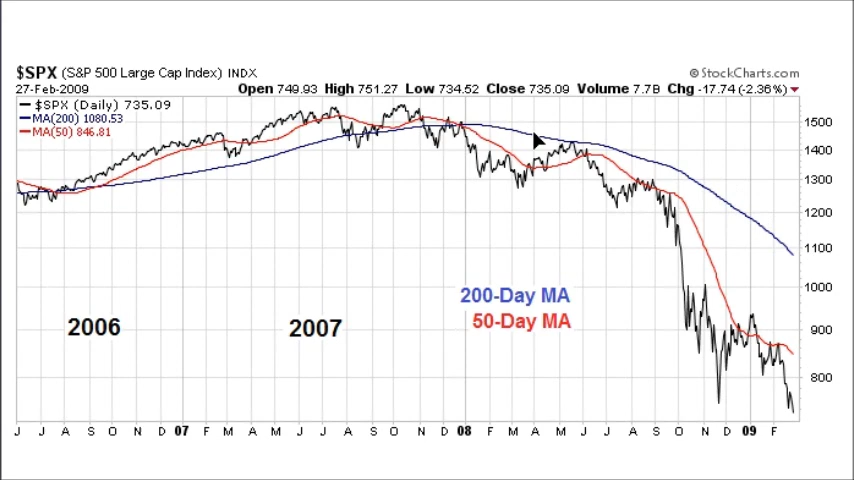 $SPX (S&P 500 Large Cap Index) INDX
© StockCharts.com
27-Feb-2009
Open 749.93 High 751.27 Low 734.52 Close 735.09 Volume 7.7B Chg -17.74 (-2.36%)
$SPX (Daily) 735.09
MA(200) 1080.53
MA(50) 846.81
1500
1400
1300
1200
1100
1000
900
800
200-Day MA
50-Day MA
2006
2007
J J A S O N D 07 F M A M J J A S O N D 08 F M A M J J A S O N D 09 F